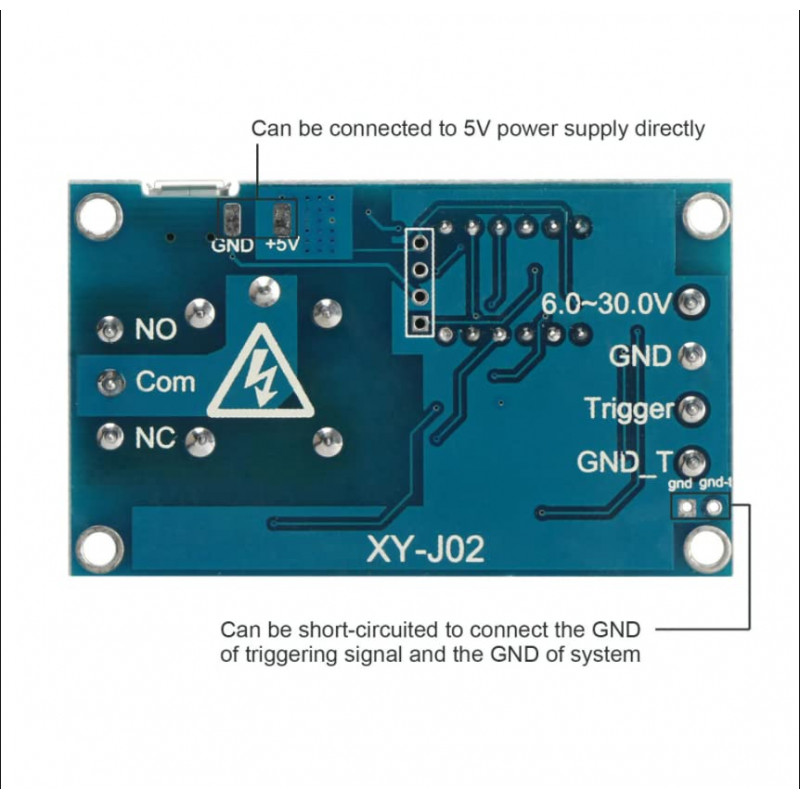 Can be connected to 5V power supply directly
GND +5V
NO
Com
NC
6.0~30.0V
GND
Trigger
GND_T
gnd gnd-t
XY-J02
Can be short-circuited to connect the GND
of triggering signal and the GND of system